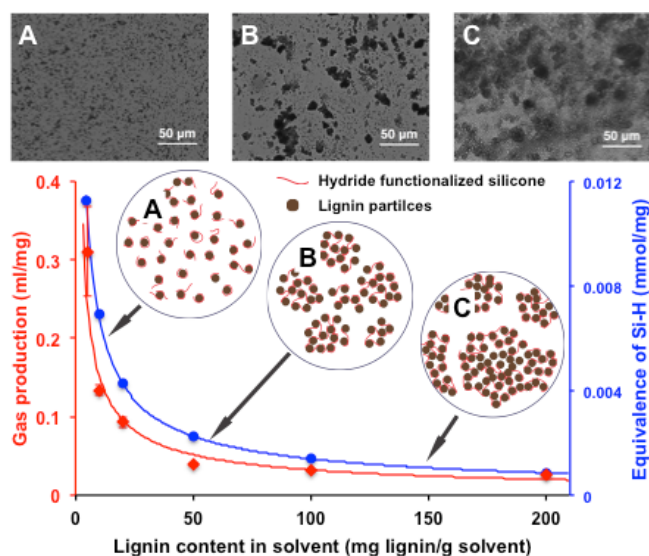 A
B
C
50 µm
50 µm
50 µm
Hydride functionalized silicone
Lignin partilces
0.4
0.3
0.2
0.1
0
Gas production (ml/mg)
0.012
0.008
0.004
0.000
Equivalence of Si-H (mmol/mg)
A
B
C
0
50
100
150
200
Lignin content in solvent (mg lignin/g solvent)